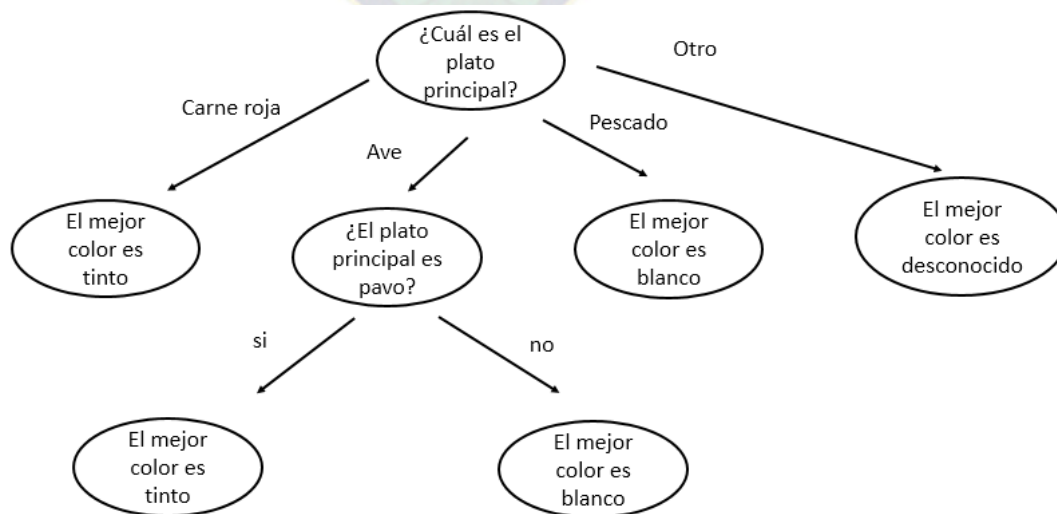 ¿Cuál es el
plato
principal?
Otro
Carne roja
Pescado
Ave
El mejor
color es
tinto
¿El plato
principal es
pavo?
El mejor
color es
blanco
El mejor
color es
desconocido
si
no
El mejor
color es
tinto
El mejor
color es
blanco